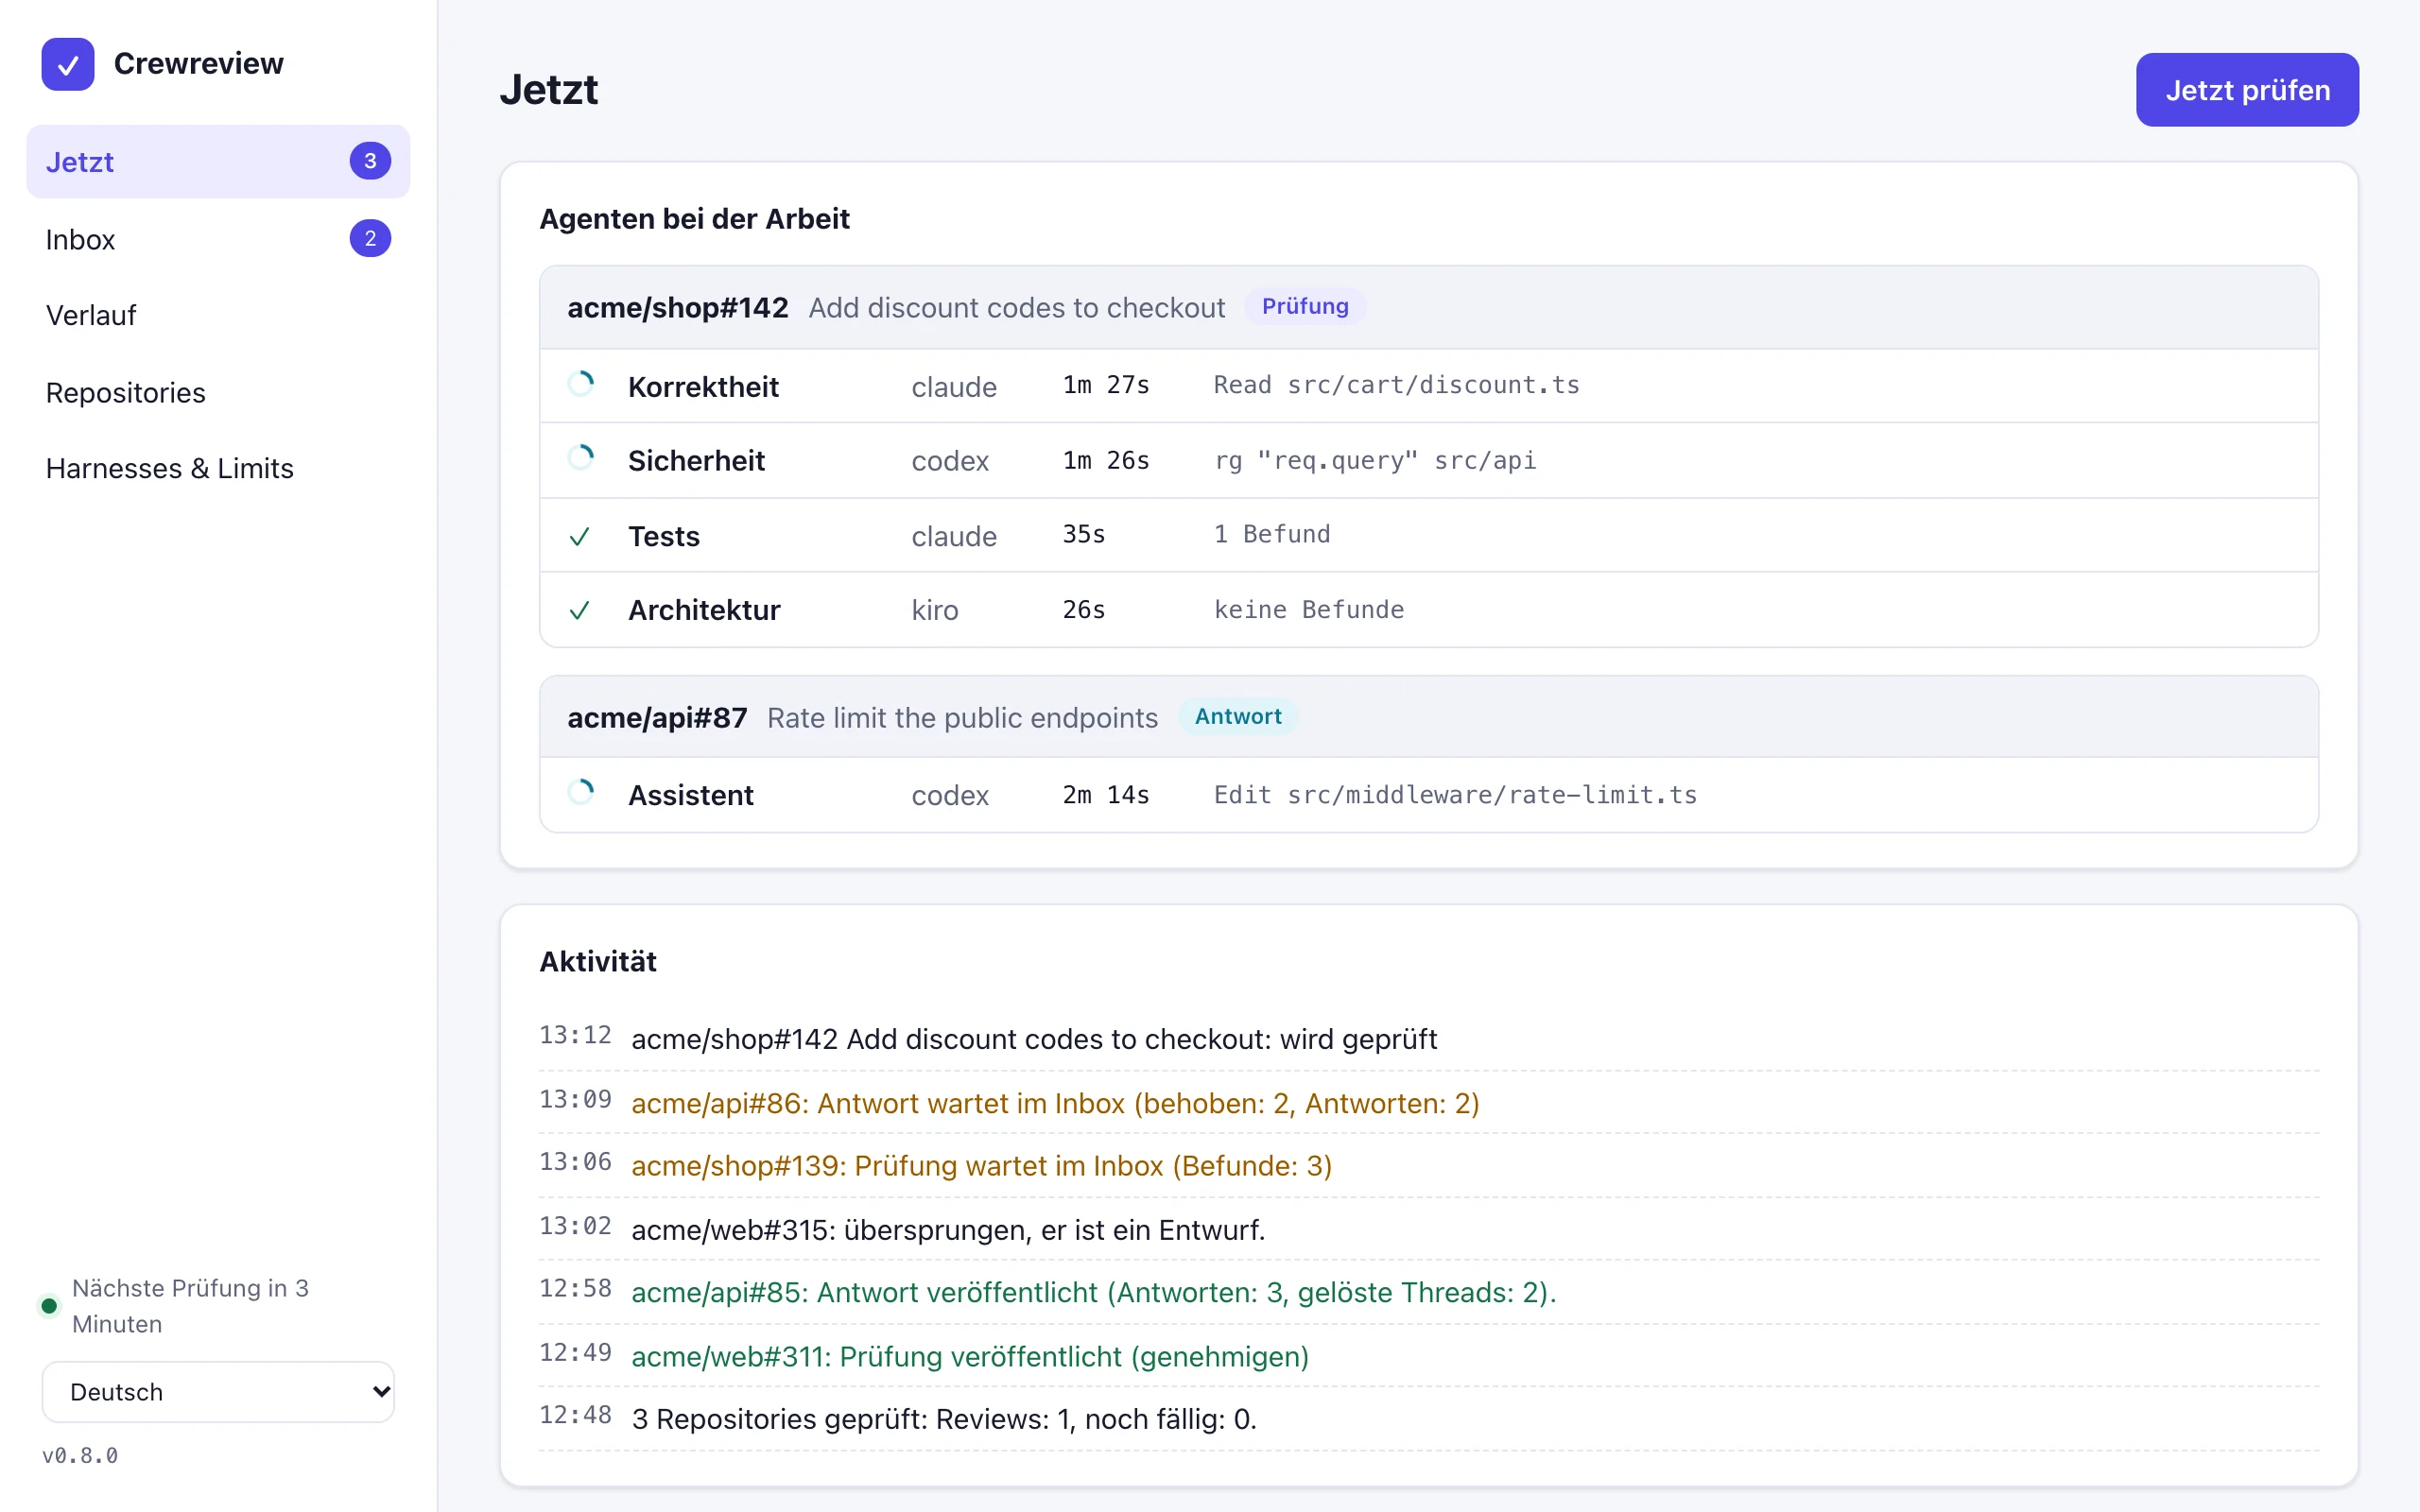 Crewreview
Jetzt 3
Inbox 2
Verlauf
Repositories
Harnesses & Limits
Nächste Prüfung in 3
Minuten
Deutsch
v0.8.0
Jetzt
Jetzt prüfen
Agenten bei der Arbeit
acme/shop#142 Add discount codes to checkout Prüfung
Korrektheit claude 1m 27s Read src/cart/discount.ts
Sicherheit codex 1m 26s rg "req.query" src/api
Tests claude 35s 1 Befund
Architektur kiro 26s keine Befunde
acme/api#87 Rate limit the public endpoints Antwort
Assistent codex 2m 14s Edit src/middleware/rate-limit.ts
Aktivität
13:12 acme/shop#142 Add discount codes to checkout: wird geprüft
13:09 acme/api#86: Antwort wartet im Inbox (behoben: 2, Antworten: 2)
13:06 acme/shop#139: Prüfung wartet im Inbox (Befunde: 3)
13:02 acme/web#315: übersprungen, er ist ein Entwurf.
12:58 acme/api#85: Antwort veröffentlicht (Antworten: 3, gelöste Threads: 2).
12:49 acme/web#311: Prüfung veröffentlicht (genehmigen)
12:48 3 Repositories geprüft: Reviews: 1, noch fällig: 0.